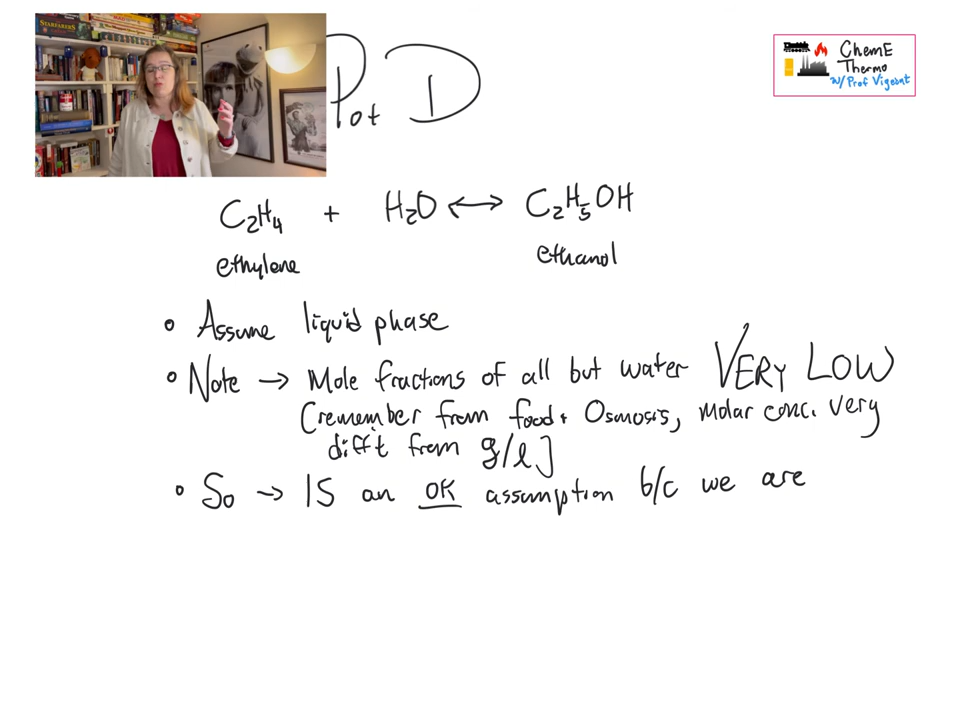 STARFARERS
Pot D
ChemE
Thermo
w/ Prof Vigeant
C₂H₄ + H₂O ↔ C₂H₅OH
ethylene ethanol
• Assume liquid phase
• Note → Mole fractions of all but water VERY LOW
(remember from food + Osmosis, molar conc. very
diff't from g/l]
• So → IS an OK assumption b/c we are